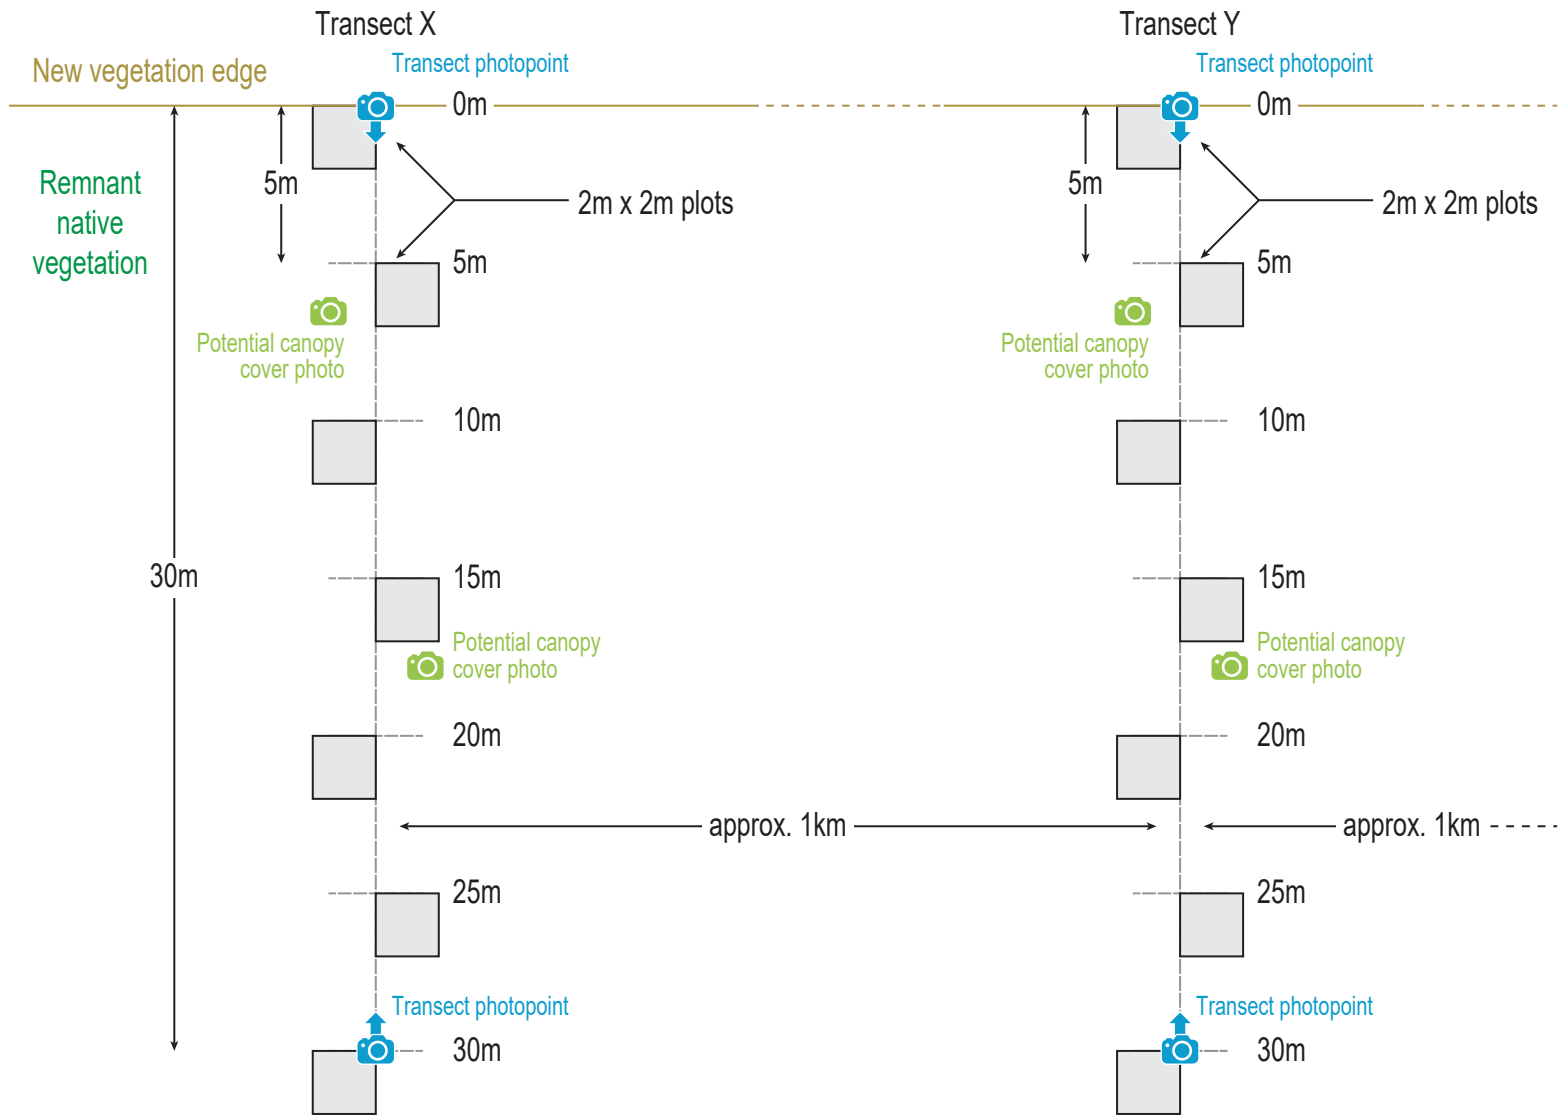 Transect X
Transect Y
New vegetation edge
Transect photopoint
Transect photopoint
0m
0m
Remnant
native
vegetation
5m
2m x 2m plots
5m
2m x 2m plots
5m
5m
Potential canopy
cover photo
Potential canopy
cover photo
10m
10m
30m
15m
15m
Potential canopy
cover photo
Potential canopy
cover photo
20m
20m
approx. 1km
approx. 1km
25m
25m
Transect photopoint
Transect photopoint
30m
30m